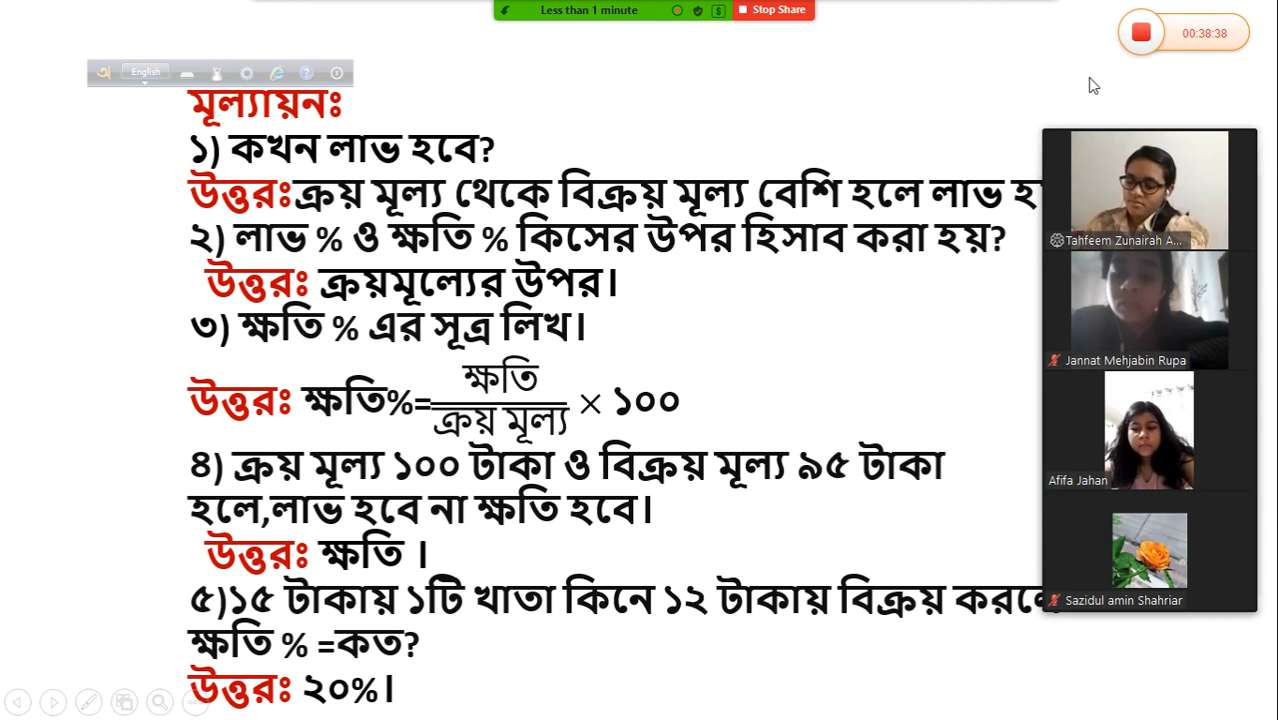 Less than 1 minute
Stop Share
00:38:38
English
মূল্যায়নঃ
১) কখন লাভ হবে?
উত্তরঃক্রয় মূল্য থেকে বিক্রয় মূল্য বেশি হলে লাভ
২) লাভ % ও ক্ষতি % কিসের উপর হিসাব করা হয়?
উত্তরঃ ক্রয়মূল্যের উপর।
৩) ক্ষতি % এর সূত্র লিখ।
উত্তরঃ ক্ষতি%=ক্ষতি/ক্রয় মূল্য × ১০০
৪) ক্রয় মূল্য ১০০ টাকা ও বিক্রয় মূল্য ৯৫ টাকা
হলে,লাভ হবে না ক্ষতি হবে।
উত্তরঃ ক্ষতি ।
৫)১৫ টাকায় ১টি খাতা কিনে ১২ টাকায় বিক্রয় করলে
ক্ষতি % =কত?
উত্তরঃ ২০%।
Tahfeem Zunairah A...
Jannat Mehjabin Rupa
Afifa Jahan
Sazidul amin Shahriar